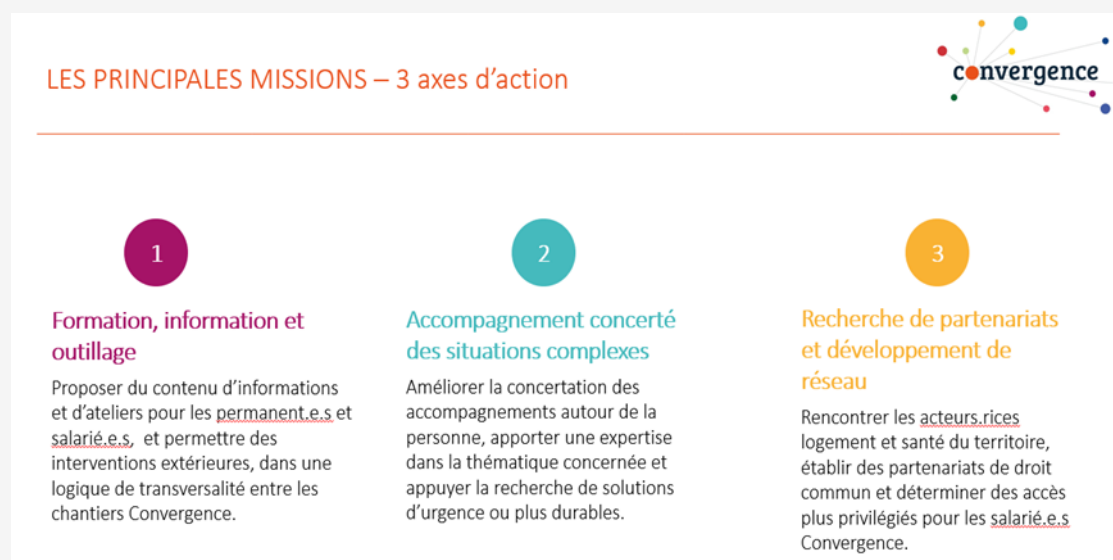 LES PRINCIPALES MISSIONS – 3 axes d’action
convergence
1
Formation, information et
outillage
Proposer du contenu d’informations
et d’ateliers pour les permanent.e.s et
salarié.e.s,  et permettre des
interventions extérieures, dans une
logique de transversalité entre les
chantiers Convergence.
2
Accompagnement concerté
des situations complexes
Améliorer la concertation des
accompagnements autour de la
personne, apporter une expertise
dans la thématique concernée et
appuyer la recherche de solutions
d’urgence ou plus durables.
3
Recherche de partenariats
et développement de
réseau
Rencontrer les acteurs.rices
logement et santé du territoire,
établir des partenariats de droit
commun et déterminer des accès
plus privilégiés pour les salarié.e.s
Convergence.